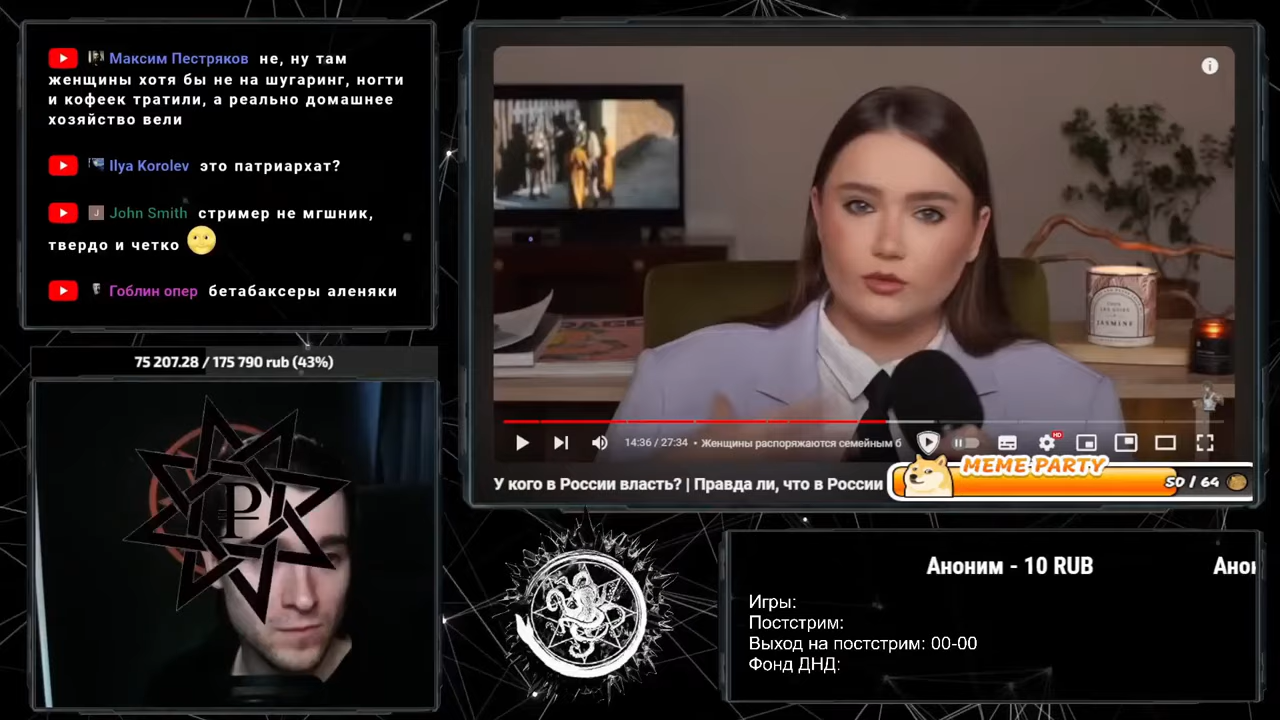 Максим Пестряков не, ну там
женщины хотя бы не на шугаринг, ногти
и кофеек тратили, а реально домашнее
хозяйство вели
Ilya Korolev это патриархат?
John Smith стример не мгшник,
твердо и четко
Гоблин опер бетабаксеры аленяки
75 207.28 / 175 790 rub (43%)
₽
JASMINE
14:36 / 27:34 • Женщины распоряжаются семейным б
HD
MEME PARTY
50 / 64
У кого в России власть? | Правда ли, что в России
Аноним - 10 RUB
Анон
Игры:
Постстрим:
Выход на постстрим: 00-00
Фонд ДНД: